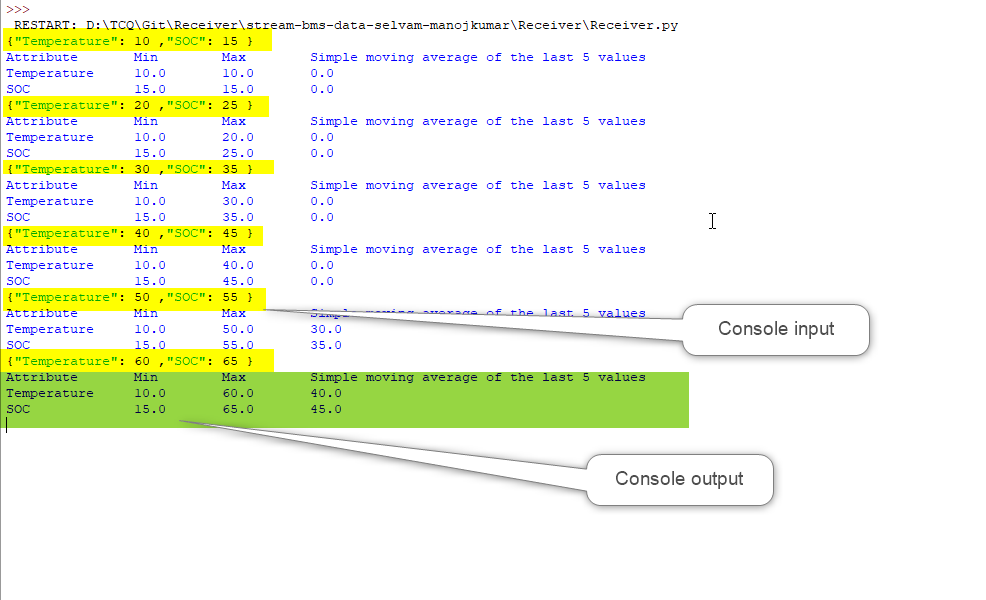 >>>
 RESTART: D:\TCQ\Git\Receiver\stream-bms-data-selvam-manojkumar\Receiver\Receiver.py
{"Temperature": 10 ,"SOC": 15 }
Attribute       Min        Max        Simple moving average of the last 5 values
Temperature     10.0       10.0       0.0
SOC             15.0       15.0       0.0
{"Temperature": 20 ,"SOC": 25 }
Attribute       Min        Max        Simple moving average of the last 5 values
Temperature     10.0       20.0       0.0
SOC             15.0       25.0       0.0
{"Temperature": 30 ,"SOC": 35 }
Attribute       Min        Max        Simple moving average of the last 5 values
Temperature     10.0       30.0       0.0
SOC             15.0       35.0       0.0
{"Temperature": 40 ,"SOC": 45 }
Attribute       Min        Max        Simple moving average of the last 5 values
Temperature     10.0       40.0       0.0
SOC             15.0       45.0       0.0
{"Temperature": 50 ,"SOC": 55 }
Attribute       Min        Max        Simple moving average of the last 5 values
Temperature     10.0       50.0       30.0
SOC             15.0       55.0       35.0
{"Temperature": 60 ,"SOC": 65 }
Attribute       Min        Max        Simple moving average of the last 5 values
Temperature     10.0       60.0       40.0
SOC             15.0       65.0       45.0
Console input
Console output